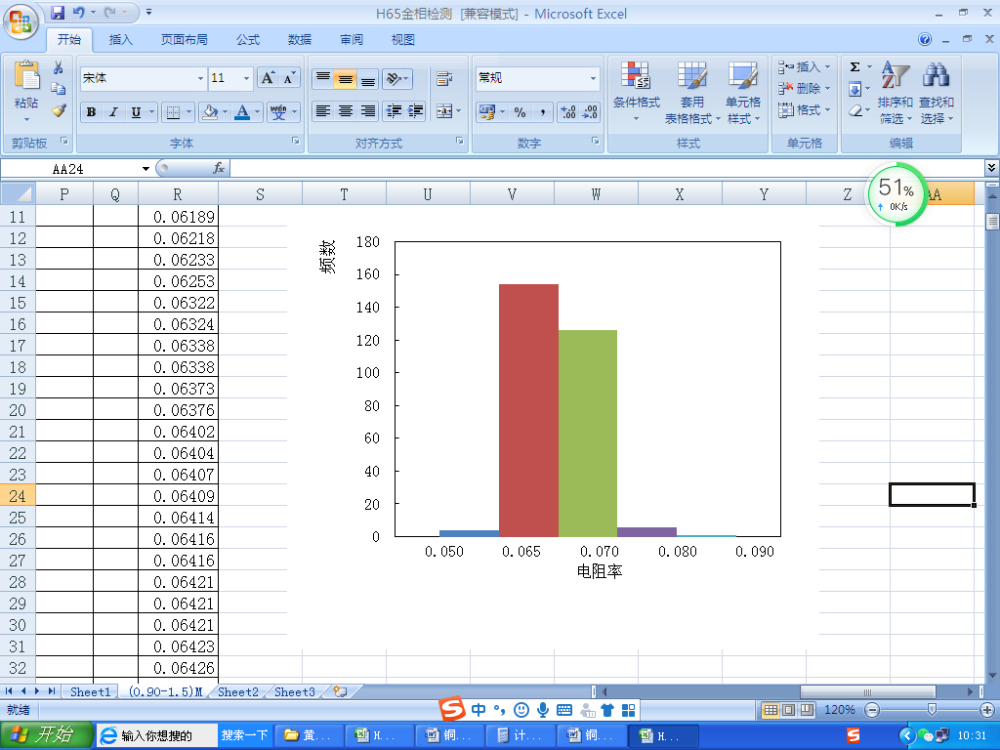 H65金相检测 [兼容模式] - Microsoft Excel
开始 插入 页面布局 公式 数据 审阅 视图
粘贴
剪贴板
宋体 11
B I U A wén 变
字体
对齐方式
常规
% ,
数字
条件格式 套用 表格格式 单元格 样式
样式
插入
删除
格式
单元格
Σ 排序和 筛选 查找和 选择
编辑
AA24 fx
P Q R S T U V W X Y Z AA
51%
0K/s
11 0.06189
12 0.06218
13 0.06233
14 0.06253
15 0.06322
16 0.06324
17 0.06338
18 0.06338
19 0.06373
20 0.06376
21 0.06402
22 0.06404
23 0.06407
24 0.06409
25 0.06414
26 0.06416
27 0.06416
28 0.06421
29 0.06421
30 0.06421
31 0.06423
32 0.06426
频数
180
160
140
120
100
80
60
40
20
0
0.050 0.065 0.070 0.080 0.090
电阻率
Sheet1 (0.90-1.5)M Sheet2 Sheet3
就绪
S 中
120%
开始 输入你想搜的 搜索一下 黄... H... 铜... 计... 铜... H... 10:31